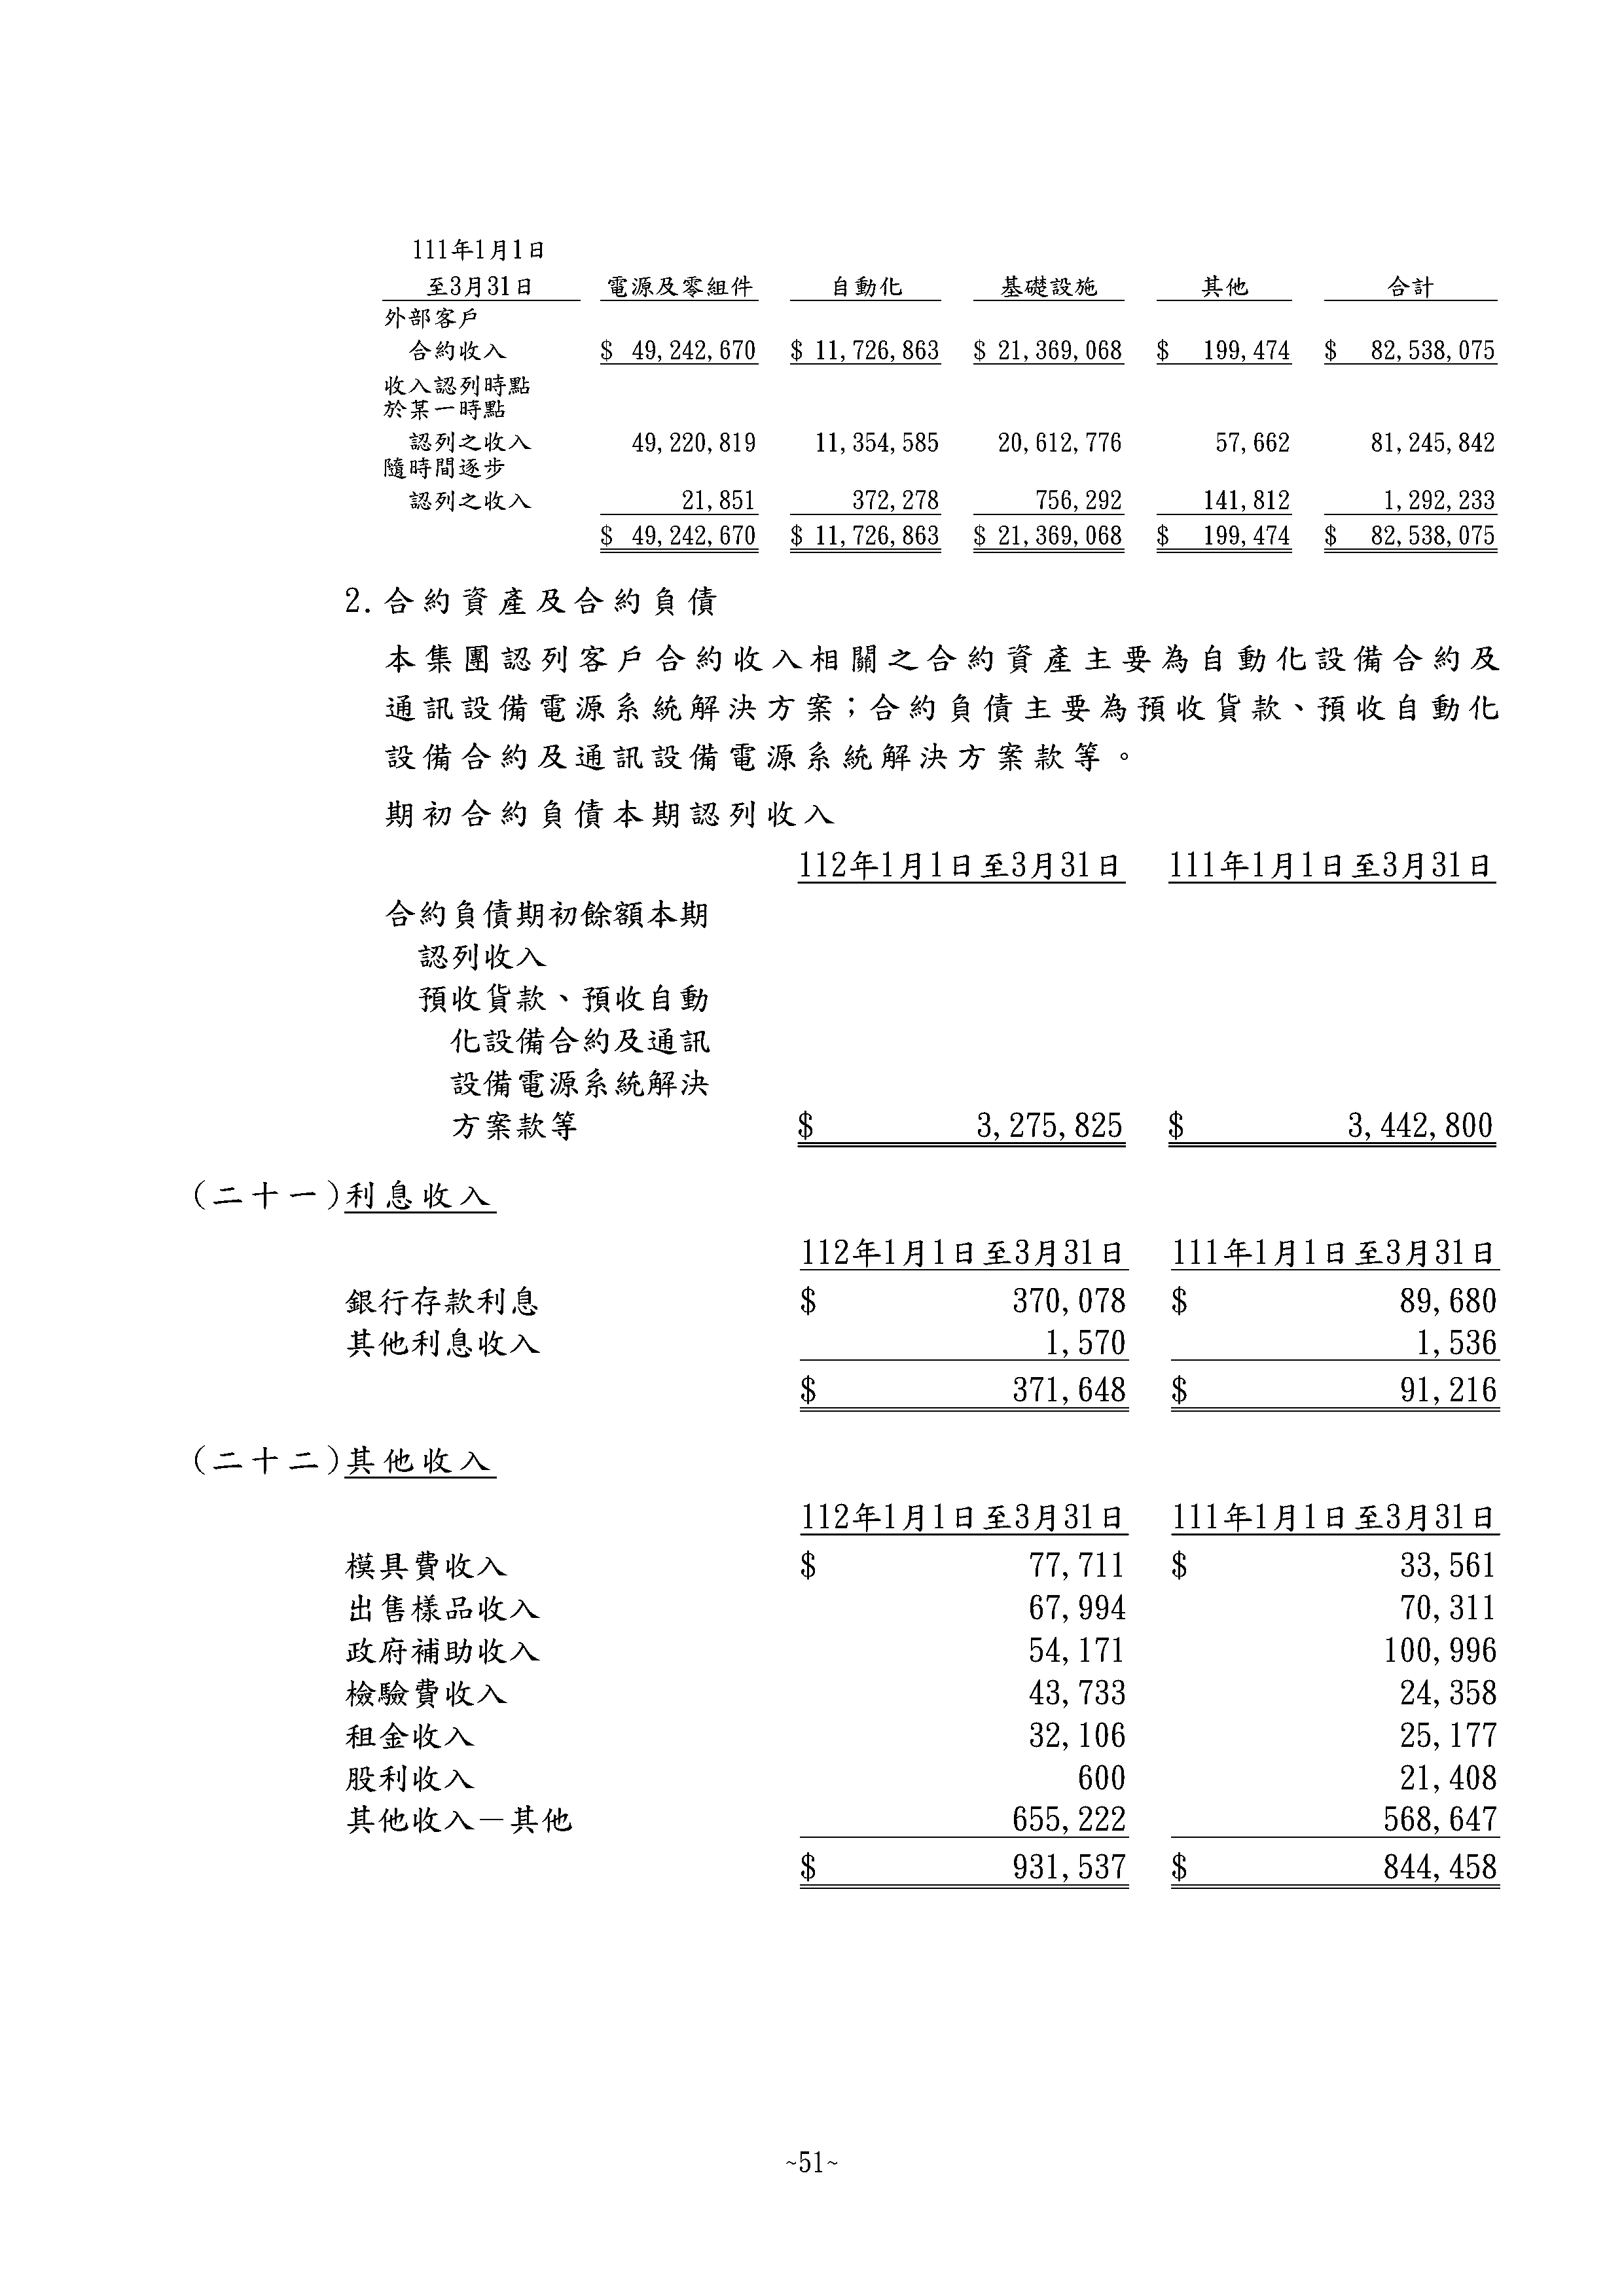 111年1月1日
至3月31日 電源及零組件 自動化 基礎設施 其他 合計
外部客戶
合約收入 $ 49,242,670 $ 11,726,863 $ 21,369,068 $ 199,474 $ 82,538,075
收入認列時點
於某一時點
認列之收入 49,220,819 11,354,585 20,612,776 57,662 81,245,842
隨時間逐步
認列之收入 21,851 372,278 756,292 141,812 1,292,233
$ 49,242,670 $ 11,726,863 $ 21,369,068 $ 199,474 $ 82,538,075
2.合約資產及合約負債
本集團認列客戶合約收入相關之合約資產主要為自動化設備合約及
通訊設備電源系統解決方案；合約負債主要為預收貨款、預收自動化
設備合約及通訊設備電源系統解決方案款等。
期初合約負債本期認列收入
112年1月1日至3月31日 111年1月1日至3月31日
合約負債期初餘額本期
認列收入
預收貨款、預收自動
化設備合約及通訊
設備電源系統解決
方案款等 $ 3,275,825 $ 3,442,800
(二十一)利息收入
112年1月1日至3月31日 111年1月1日至3月31日
銀行存款利息 $ 370,078 $ 89,680
其他利息收入 1,570 1,536
$ 371,648 $ 91,216
(二十二)其他收入
112年1月1日至3月31日 111年1月1日至3月31日
模具費收入 $ 77,711 $ 33,561
出售樣品收入 67,994 70,311
政府補助收入 54,171 100,996
檢驗費收入 43,733 24,358
租金收入 32,106 25,177
股利收入 600 21,408
其他收入－其他 655,222 568,647
$ 931,537 $ 844,458
~51~